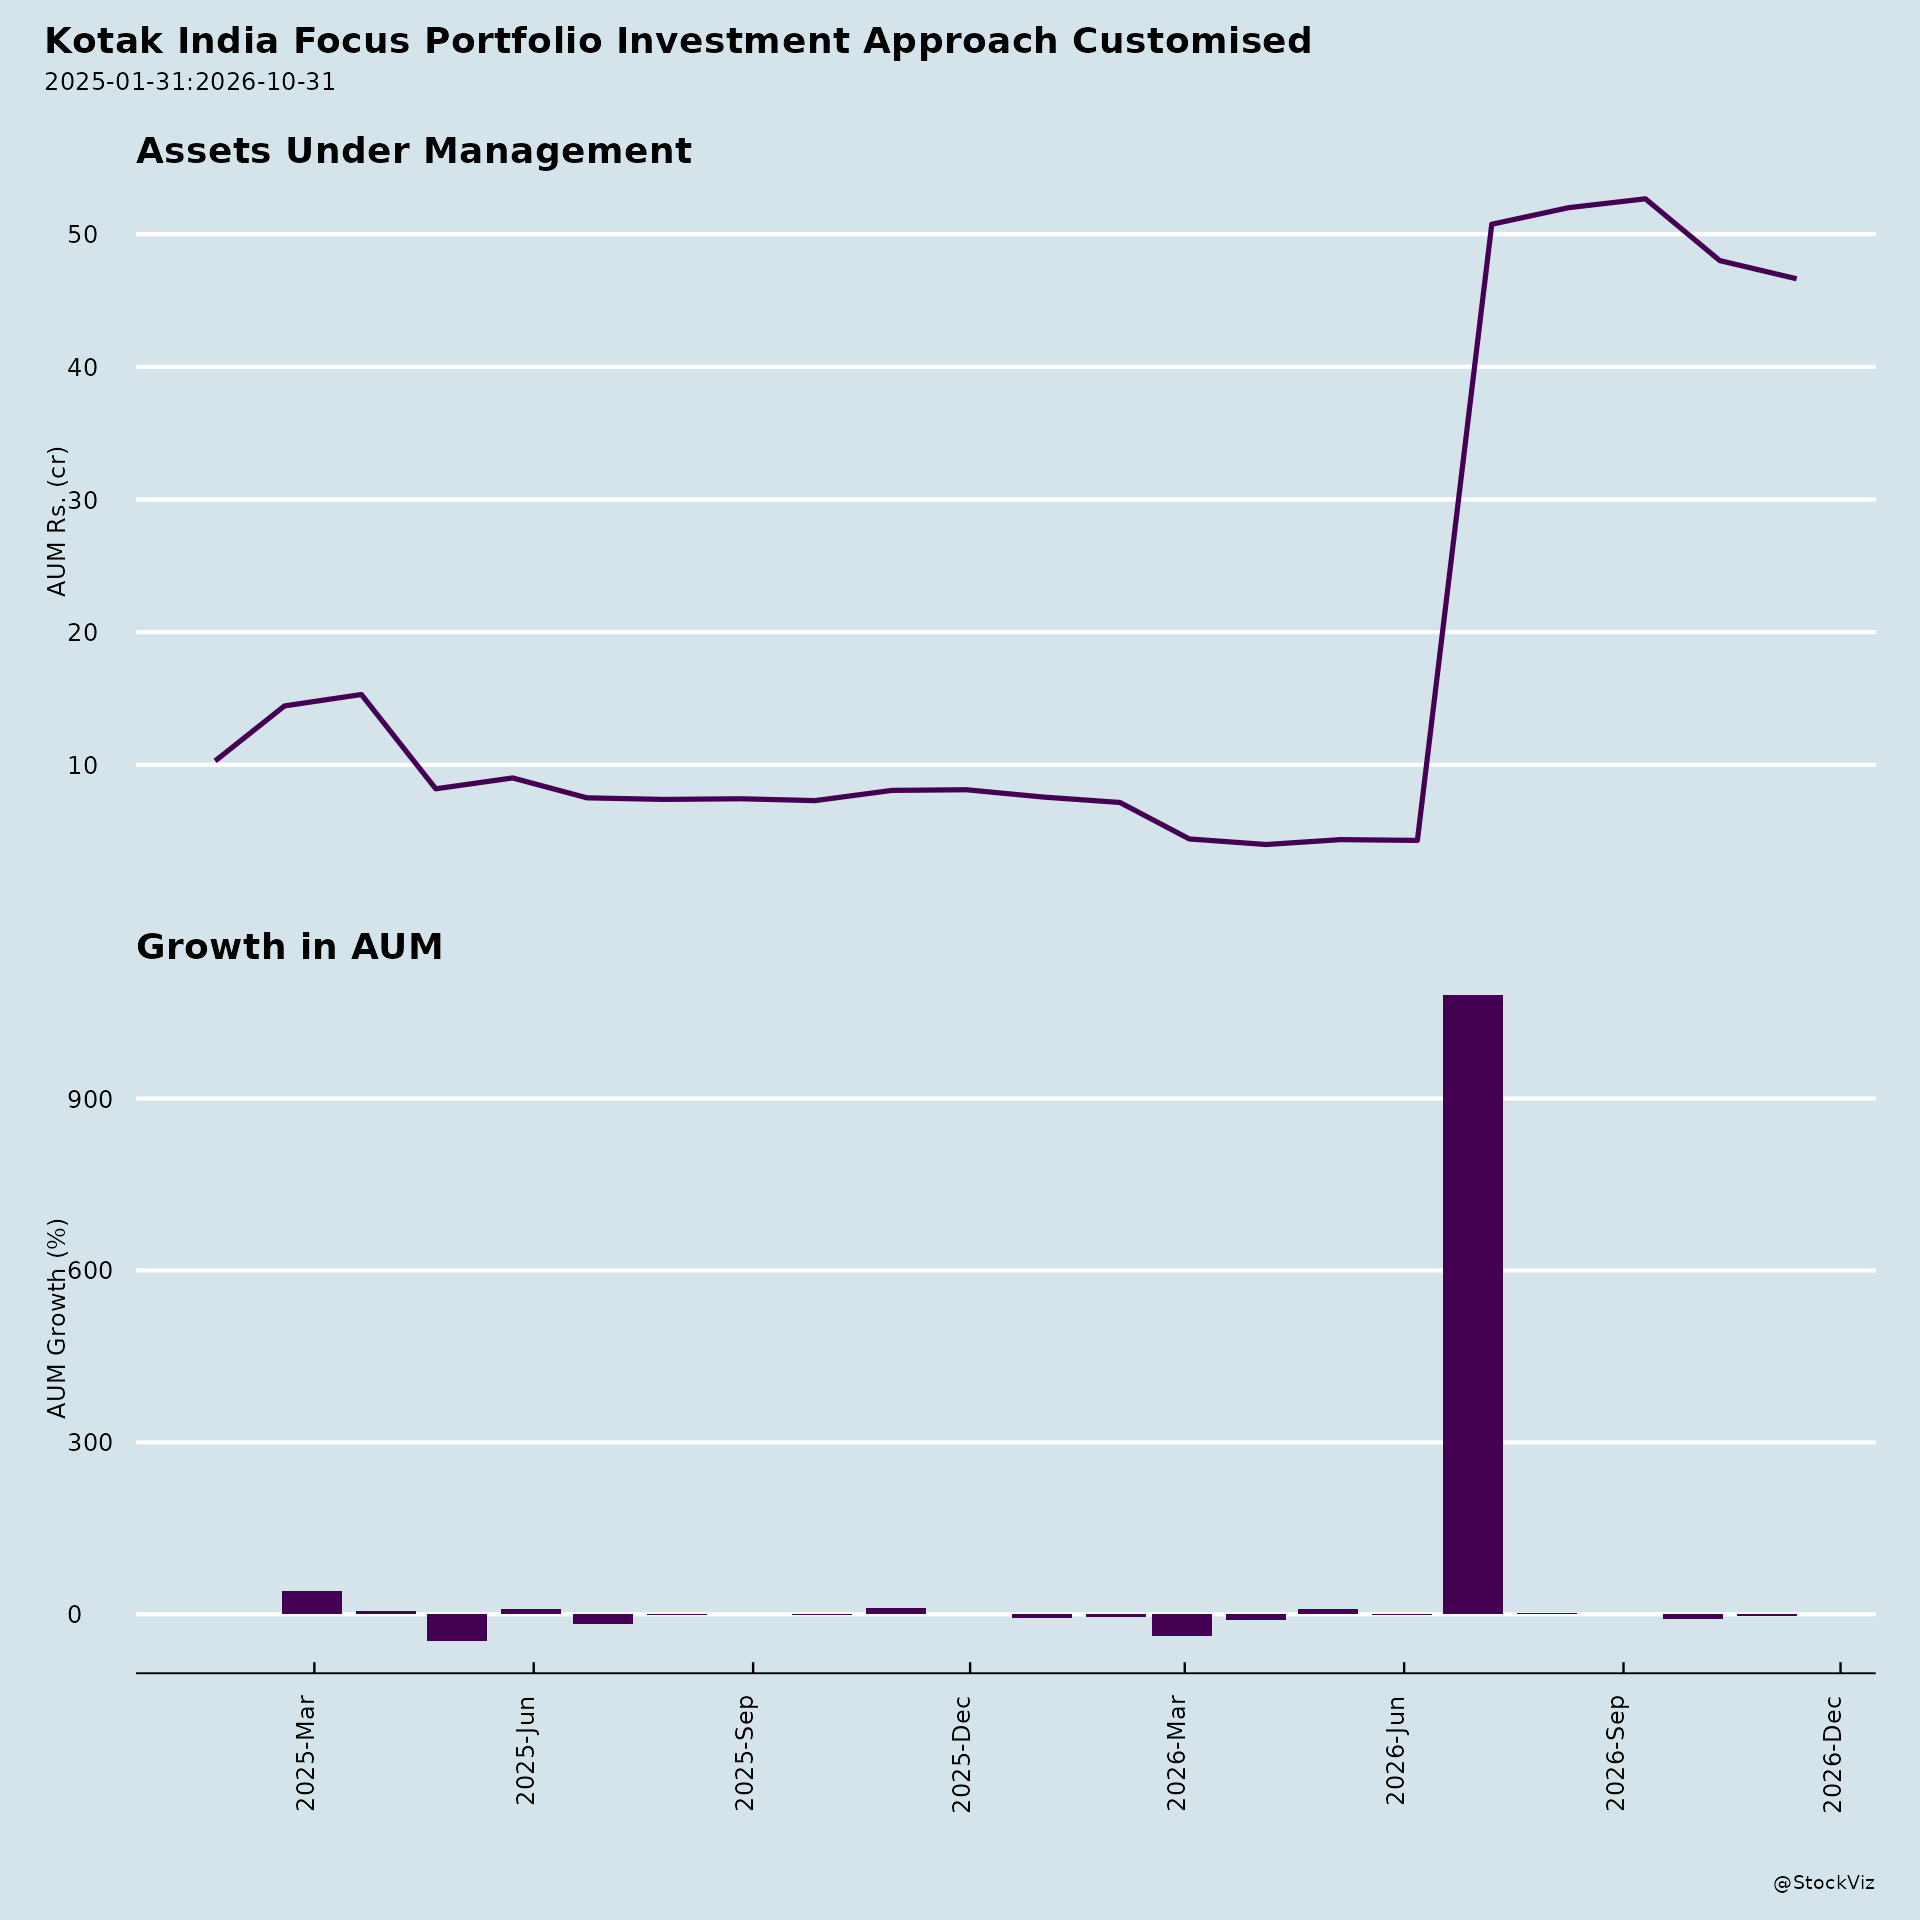 Kotak India Focus Portfolio Investment Approach Customised
2025-01-31:2026-10-31
Assets Under Management
AUM Rs. (cr)
50
40
30
20
10
Growth in AUM
AUM Growth (%)
900
600
300
0
2025-Mar
2025-Jun
2025-Sep
2025-Dec
2026-Mar
2026-Jun
2026-Sep
2026-Dec
@StockViz